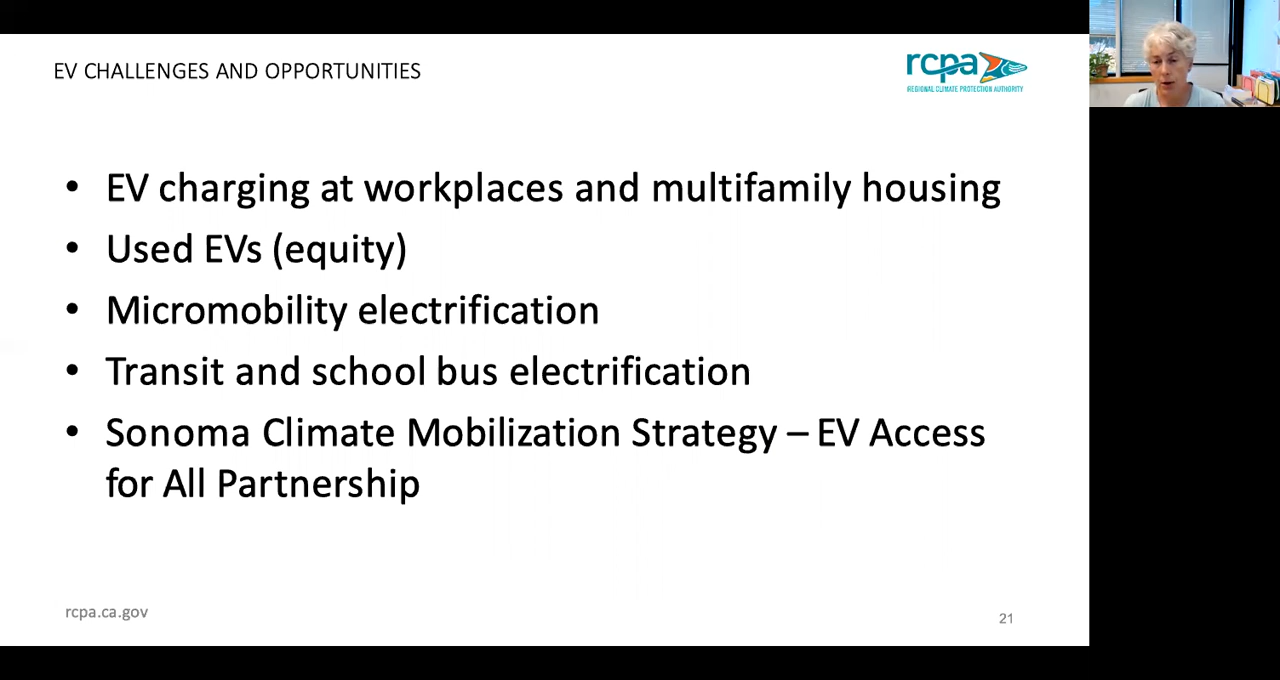 EV CHALLENGES AND OPPORTUNITIES
rcpa
REGIONAL CLIMATE PROTECTION AUTHORITY
• EV charging at workplaces and multifamily housing
• Used EVs (equity)
• Micromobility electrification
• Transit and school bus electrification
• Sonoma Climate Mobilization Strategy – EV Access
for All Partnership
rcpa.ca.gov
21